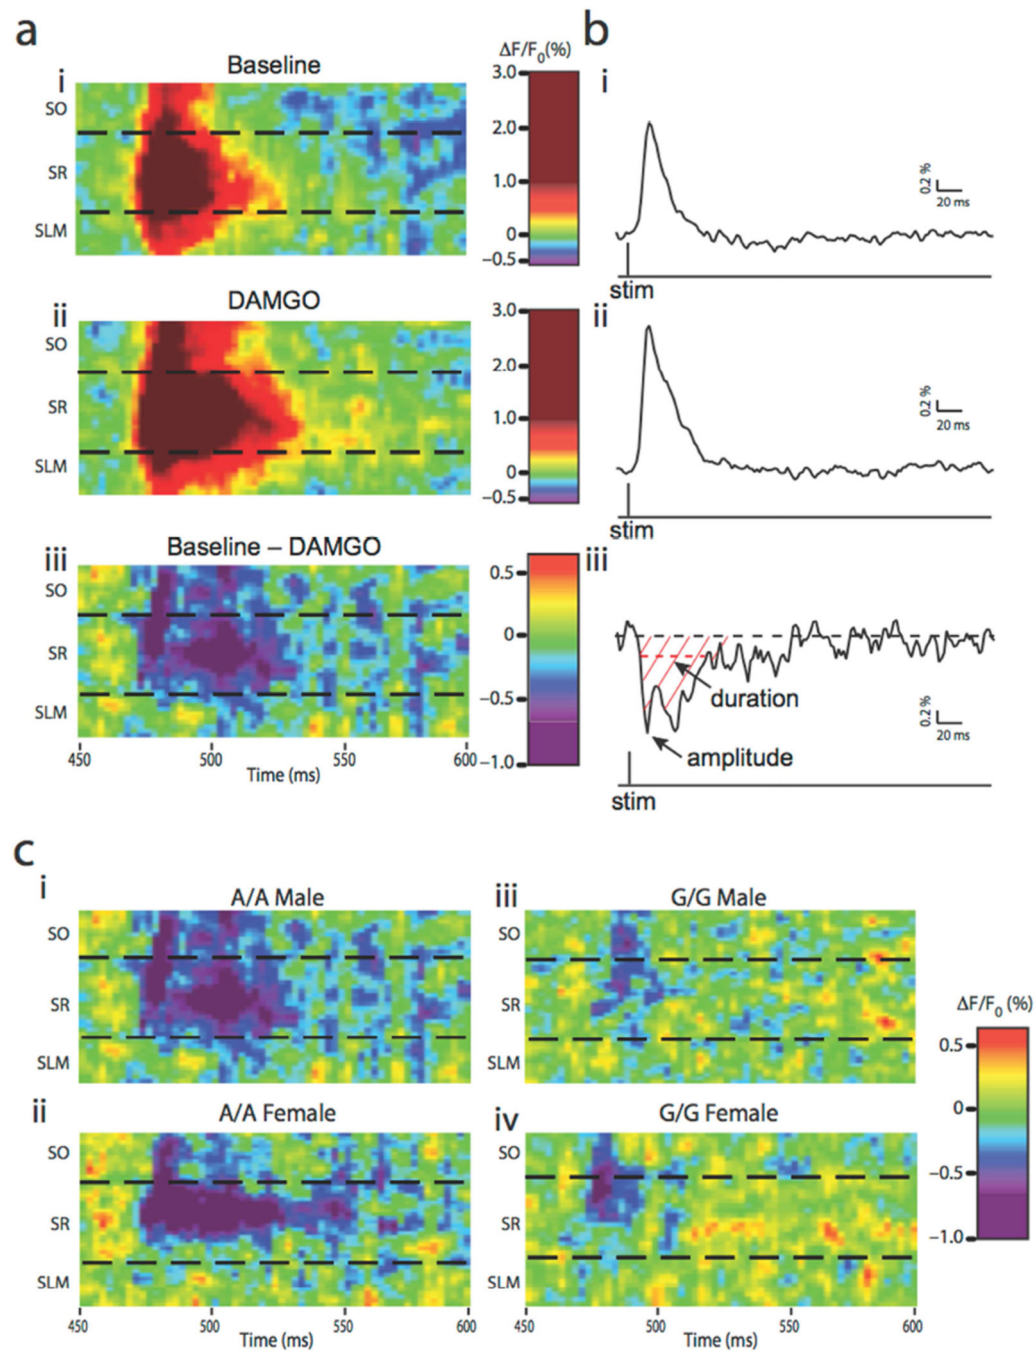 a
b
i
Baseline
SO
SR
SLM
ΔF/F0(%)
3.0
2.0
1.0
0
−0.5
i
0.2 %
20 ms
stim
ii
DAMGO
SO
SR
SLM
3.0
2.0
1.0
0
−0.5
ii
0.2 %
20 ms
stim
iii
Baseline – DAMGO
SO
SR
SLM
450
500
550
600
Time (ms)
0.5
0
−0.5
−1.0
iii
duration
amplitude
0.2 %
20 ms
stim
c
i
A/A Male
SO
SR
SLM
iii
G/G Male
SO
SR
SLM
ii
A/A Female
SO
SR
SLM
450
500
550
600
Time (ms)
iv
G/G Female
SO
SR
SLM
450
500
550
600
Time (ms)
ΔF/F0 (%)
0.5
0
−0.5
−1.0